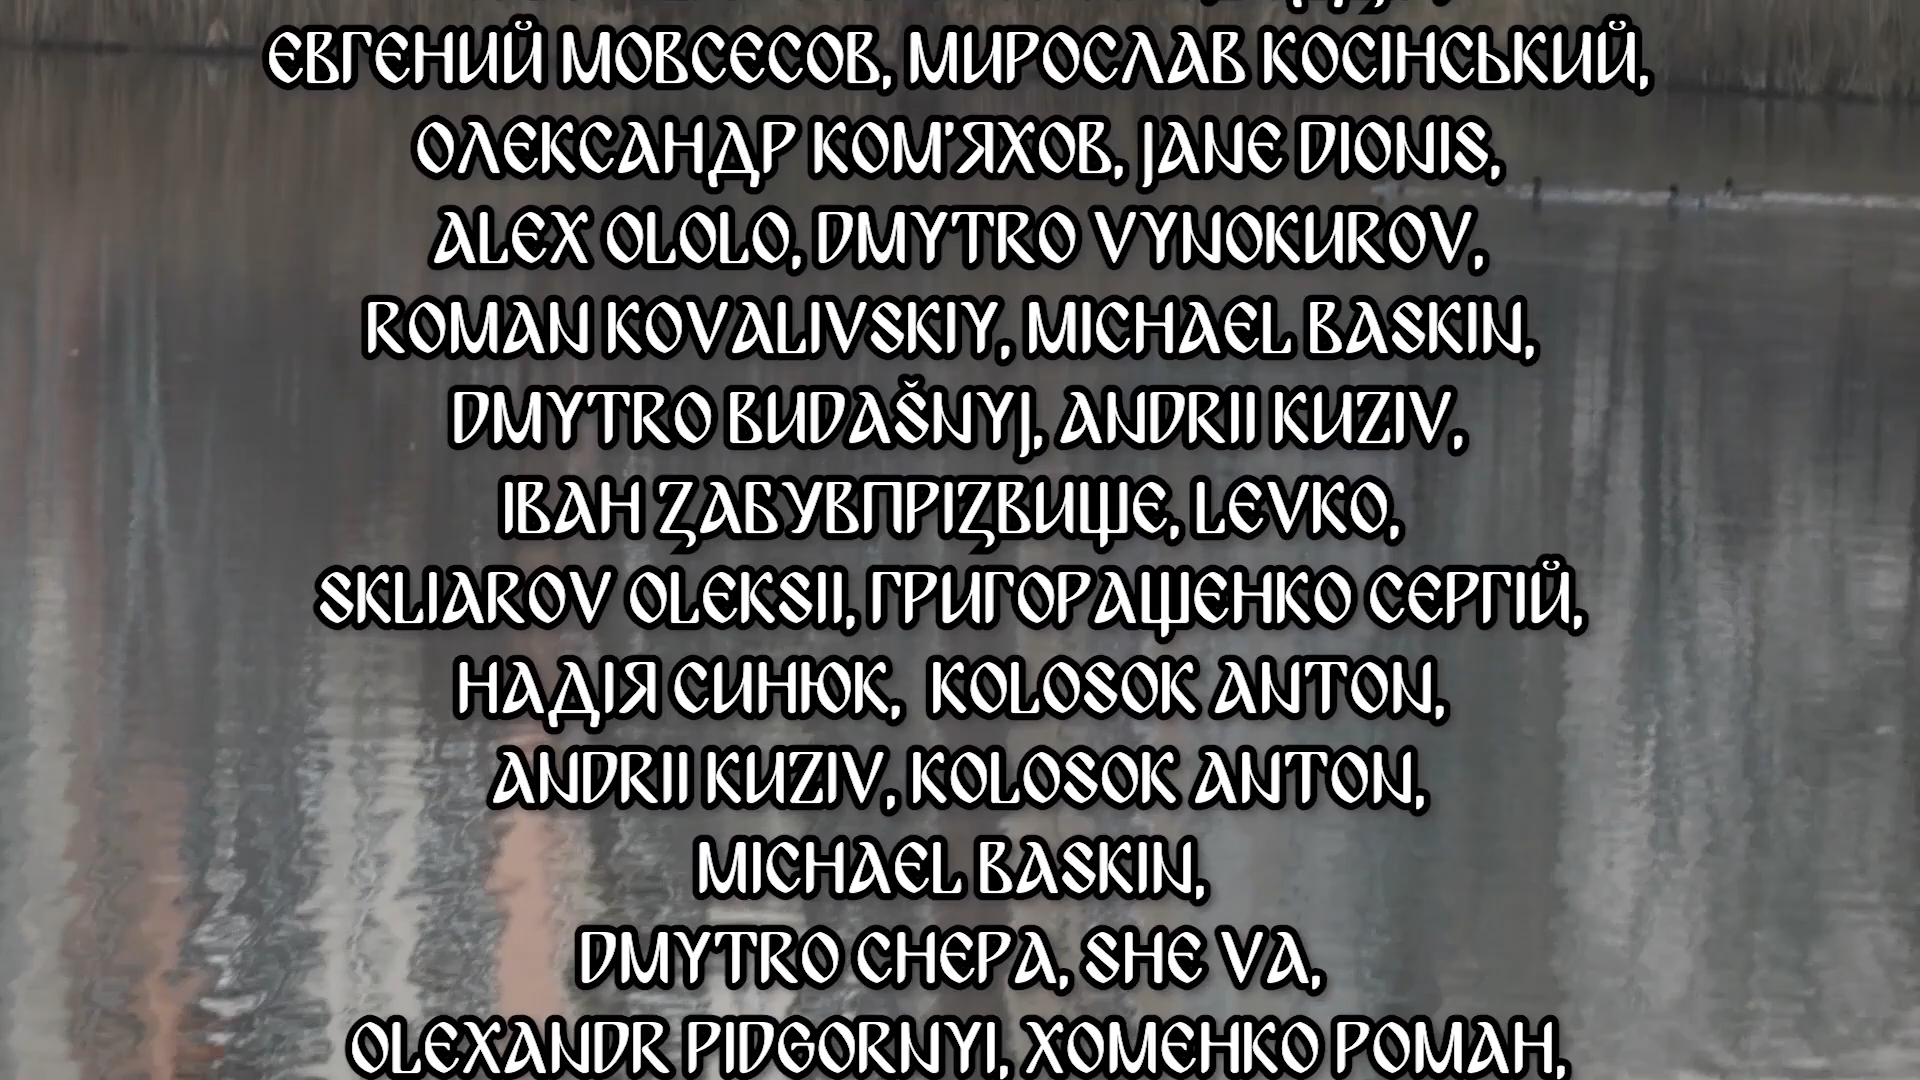 ЄВГЕНИЙ МОВСЕСОВ, МИРОСЛАВ КОСІНСЬКИЙ,
ОЛЕКСАНДР КОМ'ЯХОВ, JANE DIONIS,
ALEX OLOLO, DMYTRO VYNOKUROV,
ROMAN KOVALIVSKIY, MICHAEL BASKIN,
DMYTRO BUDAŠNYJ, ANDRII KUZIV,
ІВАН ЗАБУВПРІЗВИЩЕ, LEVKO,
SKLIAROV OLEKSII, ГРИГОРАЩЕНКО СЕРГІЙ,
НАДІЯ СИНЮК, KOLOSOK ANTON,
ANDRII KUZIV, KOLOSOK ANTON,
MICHAEL BASKIN,
DMYTRO CHEPA, SHE VA,
OLEXANDR PIDGORNYI, ХОМЕНКО РОМАН,